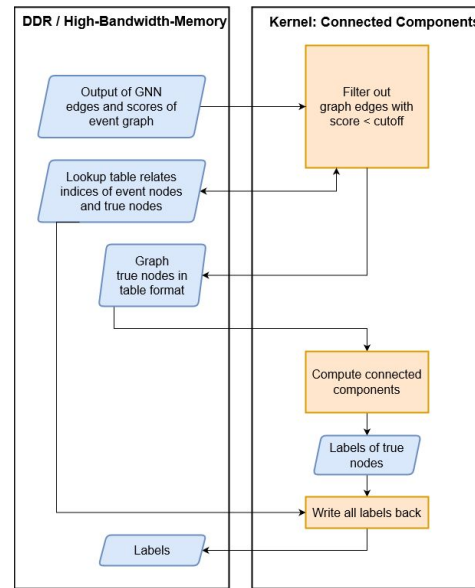 DDR / High-Bandwidth-Memory
Kernel: Connected Components
Output of GNN
edges and scores of
event graph
Filter out
graph edges with
score < cutoff
Lookup table relates
indices of event nodes
and true nodes
Graph
true nodes in
table format
Compute connected
components
Labels of true
nodes
Write all labels back
Labels